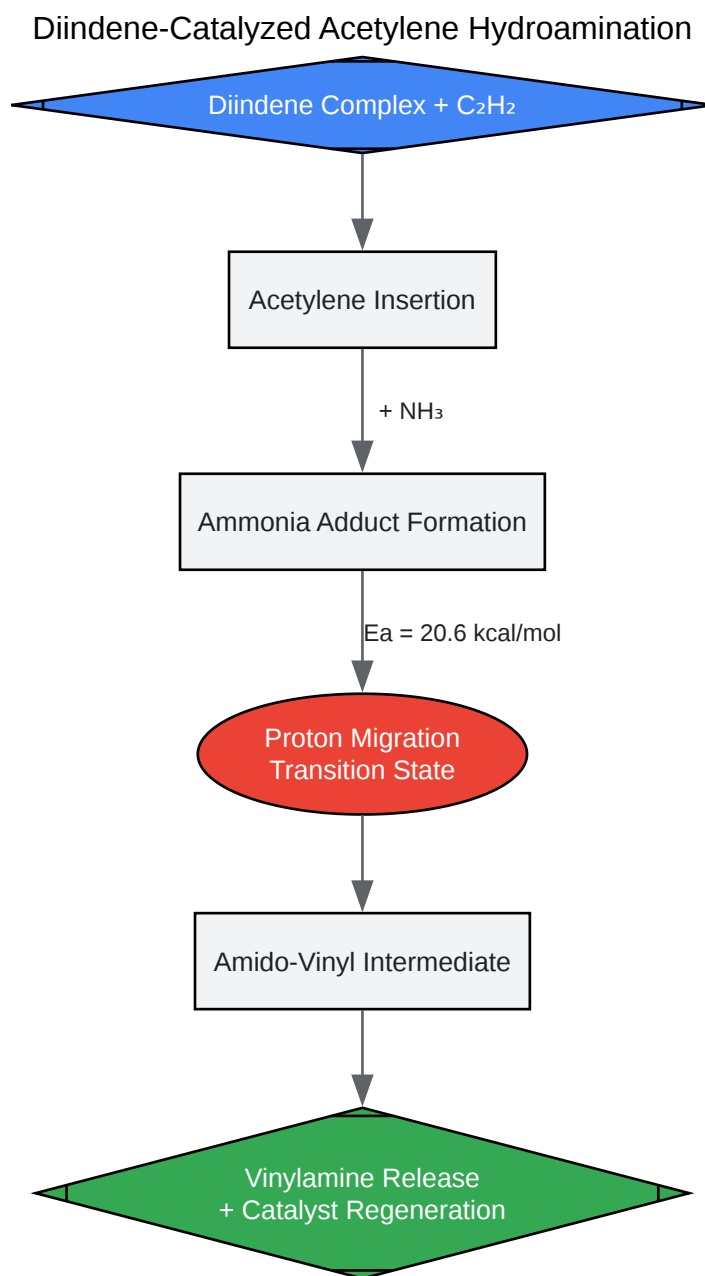 Diindene-Catalyzed Acetylene Hydroamination
Diindene Complex + C₂H₂
Acetylene Insertion
+ NH₃
Ammonia Adduct Formation
Ea = 20.6 kcal/mol
Proton Migration
Transition State
Amido-Vinyl Intermediate
Vinylamine Release
+ Catalyst Regeneration